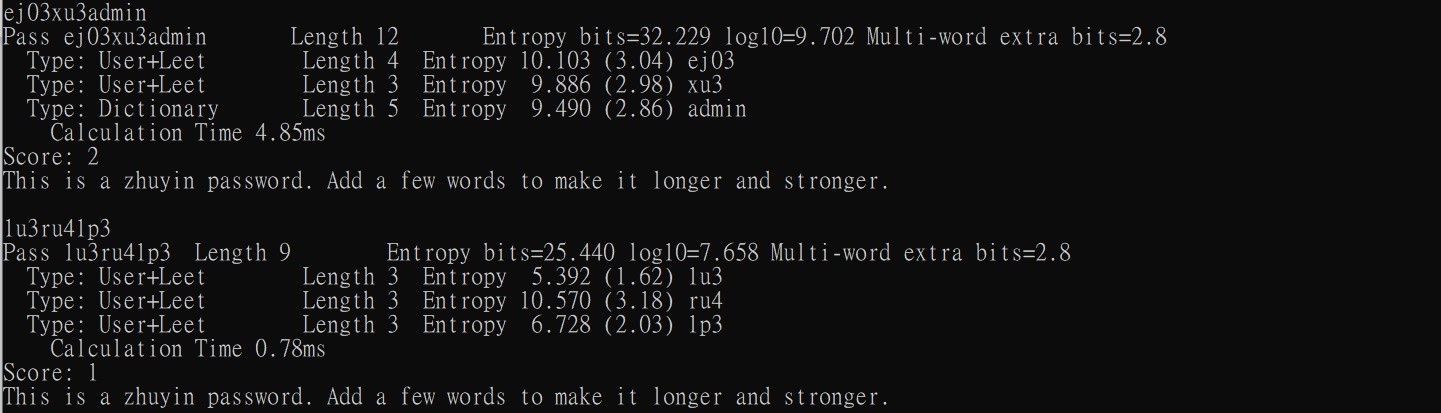 ej03xu3admin
Pass ej03xu3admin Length 12 Entropy bits=32.229 log10=9.702 Multi-word extra bits=2.8
Type: User+Leet Length 4 Entropy 10.103 (3.04) ej03
Type: User+Leet Length 3 Entropy 9.886 (2.98) xu3
Type: Dictionary Length 5 Entropy 9.490 (2.86) admin
Calculation Time 4.85ms
Score: 2
This is a zhuyin password. Add a few words to make it longer and stronger.
1u3ru4lp3
Pass 1u3ru4lp3 Length 9 Entropy bits=25.440 log10=7.658 Multi-word extra bits=2.8
Type: User+Leet Length 3 Entropy 5.392 (1.62) 1u3
Type: User+Leet Length 3 Entropy 10.570 (3.18) ru4
Type: User+Leet Length 3 Entropy 6.728 (2.03) 1p3
Calculation Time 0.78ms
Score: 1
This is a zhuyin password. Add a few words to make it longer and stronger.